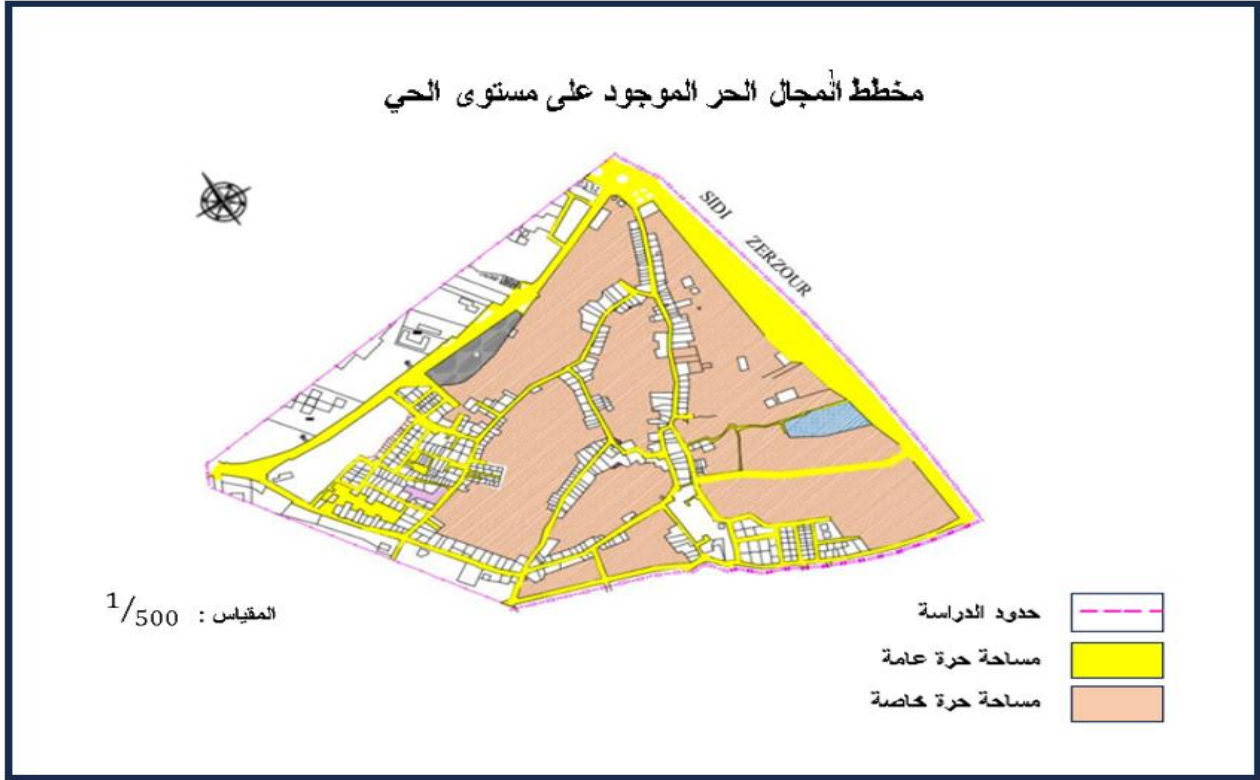 مخطط المجال الحر الموجود على مستوى الحي
SIDI ZERZOUR
المقياس : 1/500
حدود الدراسة
مساحة حرة عامة
مساحة حرة خاصة